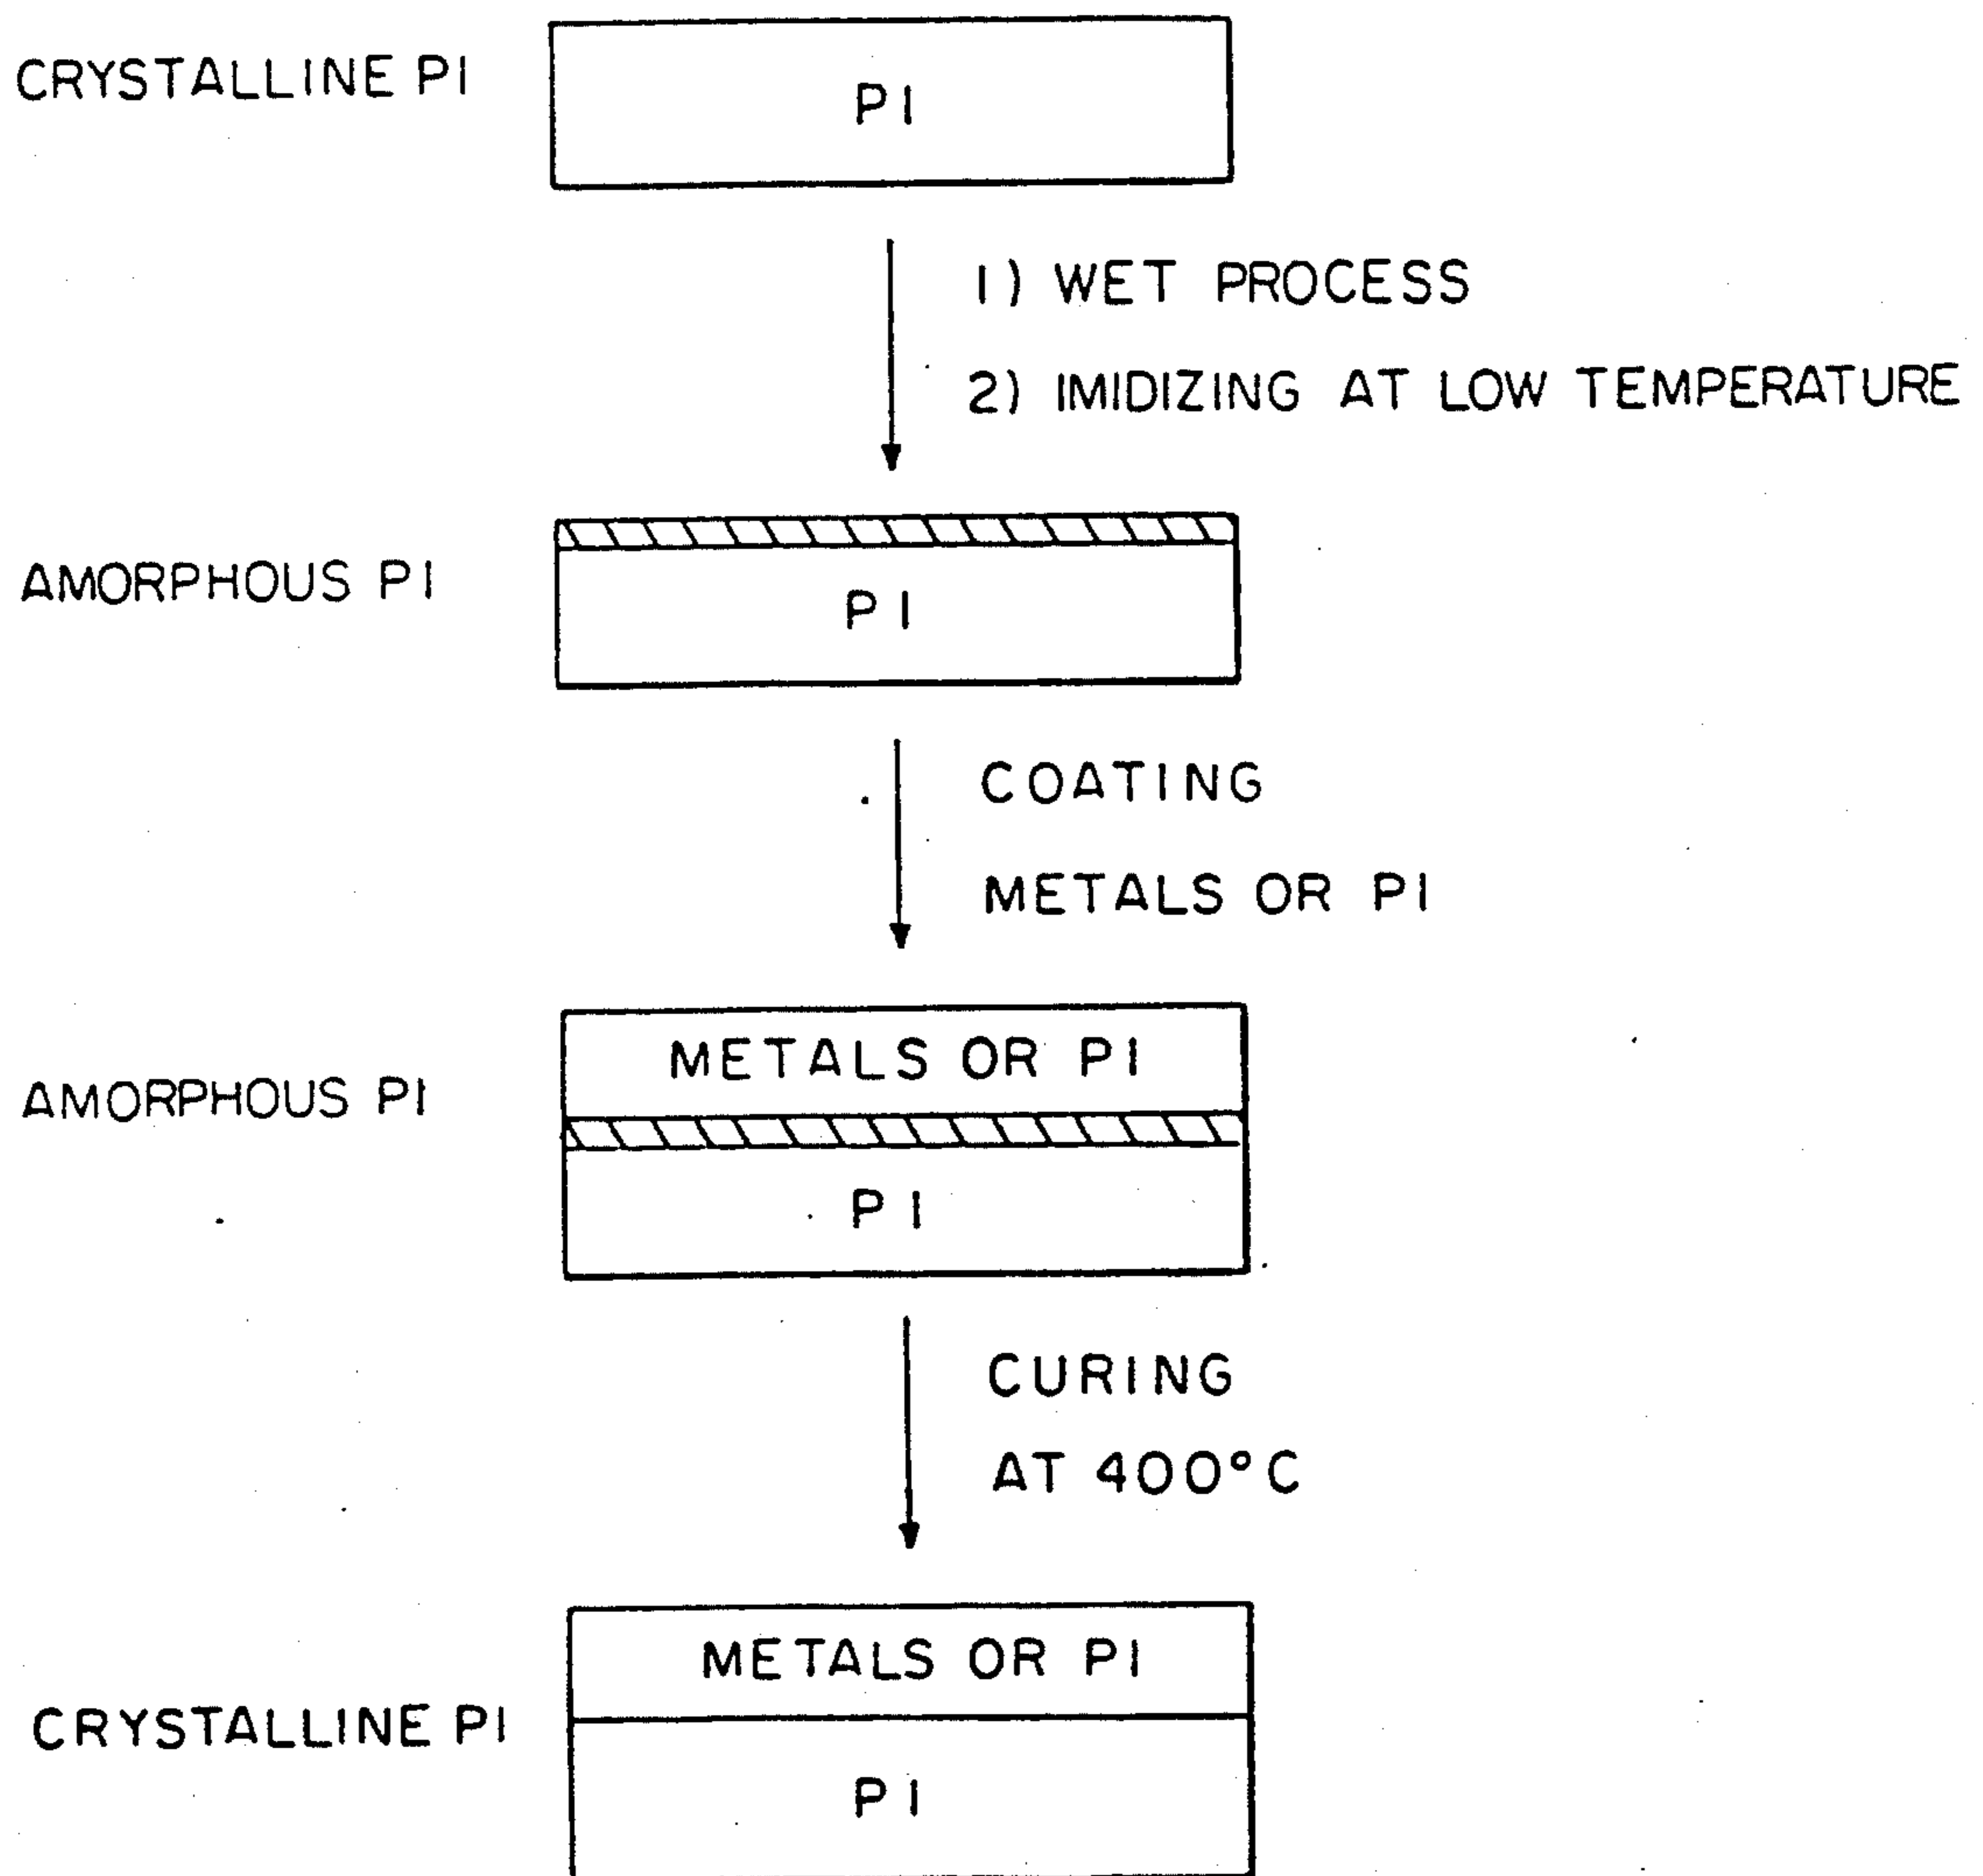 CRYSTALLINE PI
PI
1) WET PROCESS
2) IMIDIZING AT LOW TEMPERATURE
AMORPHOUS PI
PI
COATING
METALS OR PI
METALS OR PI
AMORPHOUS PI
PI
CURING
AT 400°C
METALS OR PI
CRYSTALLINE PI
PI